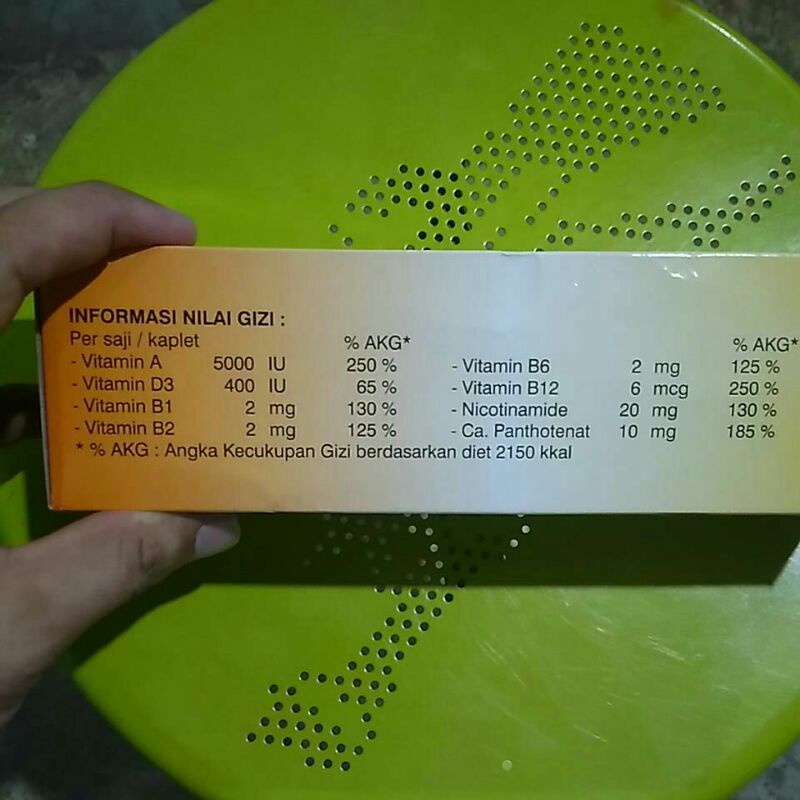 INFORMASI NILAI GIZI :
Per saji / kaplet % AKG* % AKG*
- Vitamin A 5000 IU 250 % - Vitamin B6 2 mg 125 %
- Vitamin D3 400 IU 65 % - Vitamin B12 6 mcg 250 %
- Vitamin B1 2 mg 130 % - Nicotinamide 20 mg 130 %
- Vitamin B2 2 mg 125 % - Ca. Panthotenat 10 mg 185 %
* % AKG : Angka Kecukupan Gizi berdasarkan diet 2150 kkal